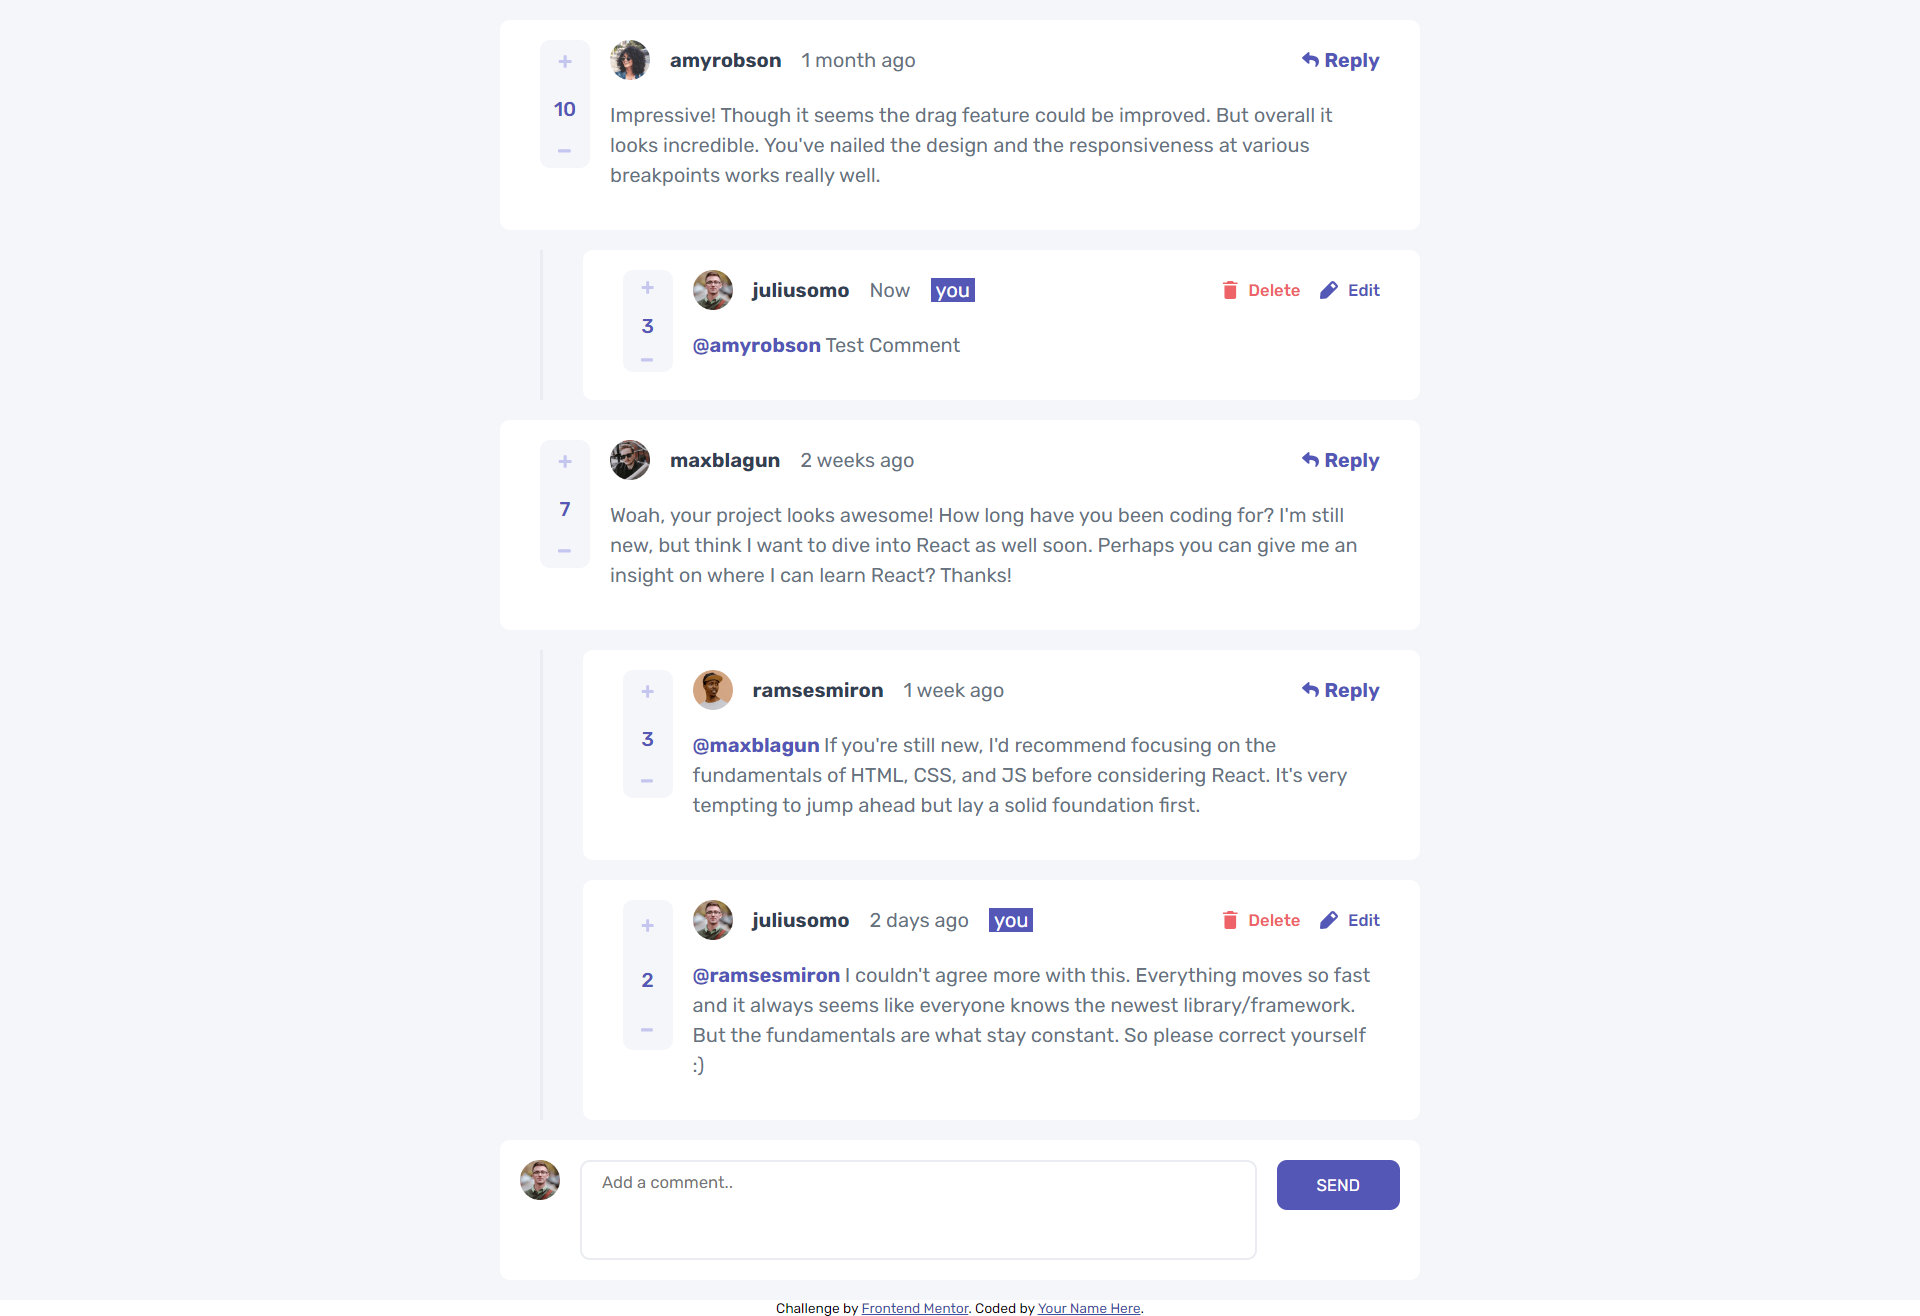 +
10
−
amyrobson 1 month ago Reply
Impressive! Though it seems the drag feature could be improved. But overall it
looks incredible. You've nailed the design and the responsiveness at various
breakpoints works really well.
+
3
−
juliusomo Now you Delete Edit
@amyrobson Test Comment
+
7
−
maxblagun 2 weeks ago Reply
Woah, your project looks awesome! How long have you been coding for? I'm still
new, but think I want to dive into React as well soon. Perhaps you can give me an
insight on where I can learn React? Thanks!
+
3
−
ramsesmiron 1 week ago Reply
@maxblagun If you're still new, I'd recommend focusing on the
fundamentals of HTML, CSS, and JS before considering React. It's very
tempting to jump ahead but lay a solid foundation first.
+
2
−
juliusomo 2 days ago you Delete Edit
@ramsesmiron I couldn't agree more with this. Everything moves so fast
and it always seems like everyone knows the newest library/framework.
But the fundamentals are what stay constant. So please correct yourself
:)
Add a comment..
SEND
Challenge by Frontend Mentor. Coded by Your Name Here.